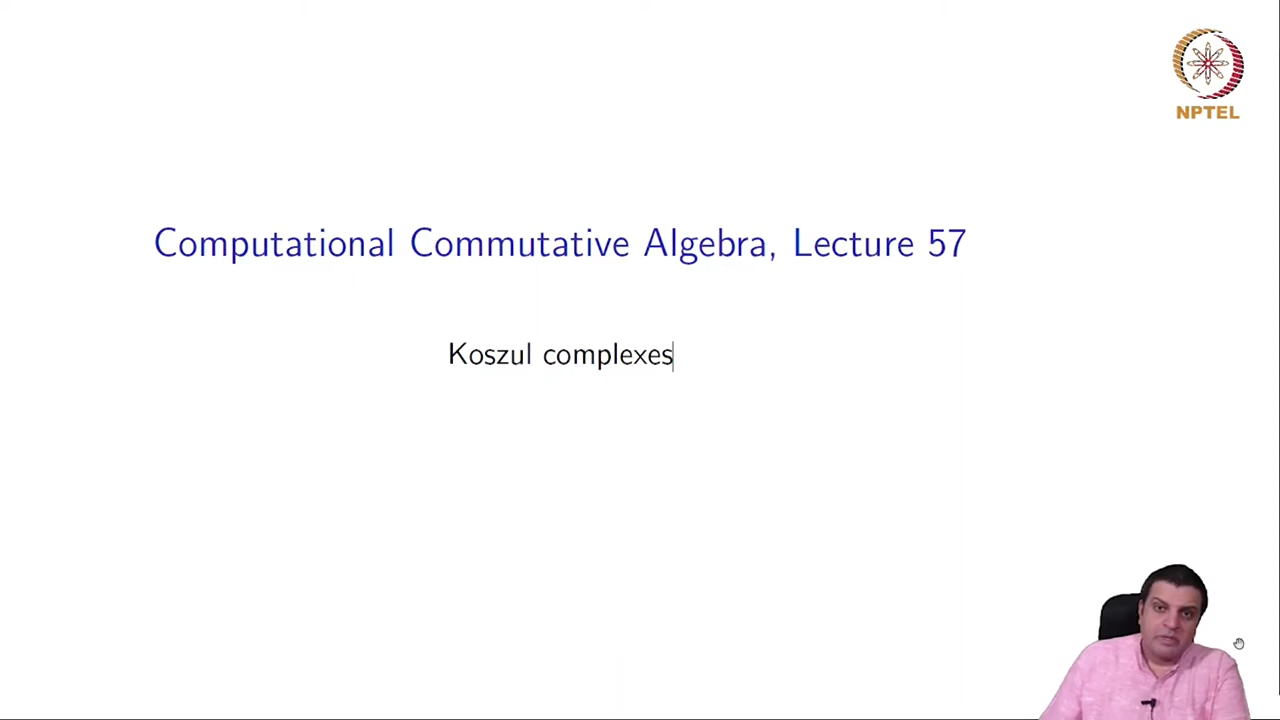 NPTEL
Computational Commutative Algebra, Lecture 57
Koszul complexes